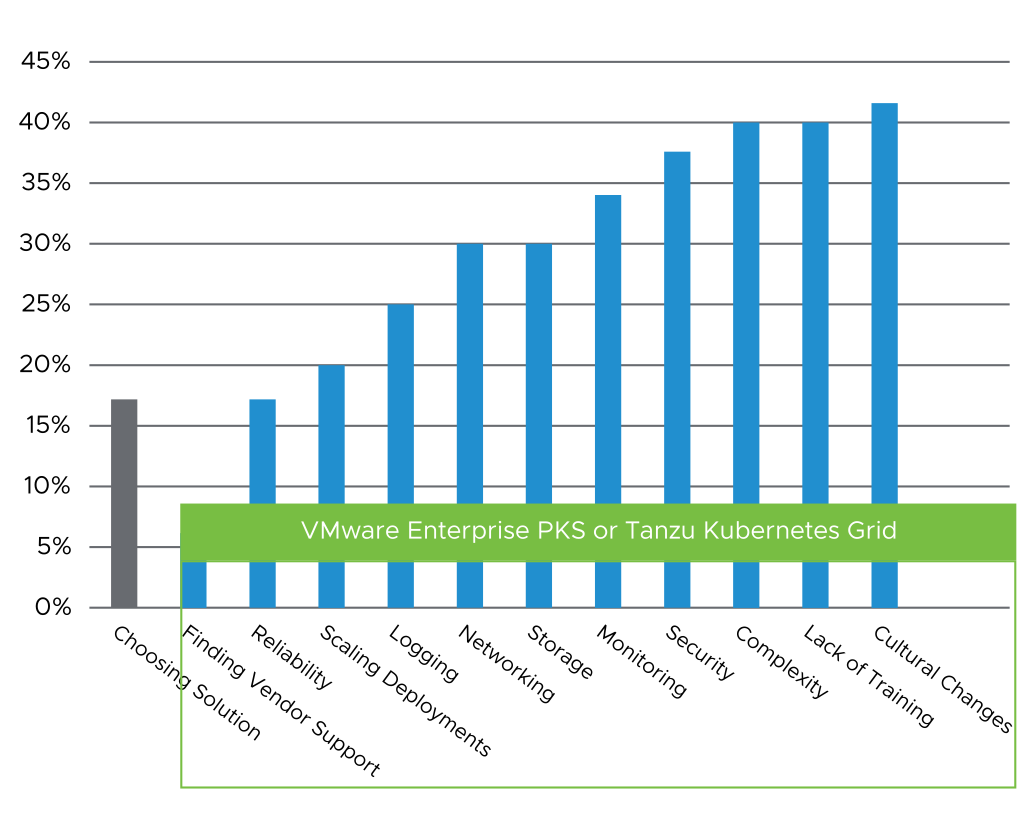 45%
40%
35%
30%
25%
20%
15%
10%
5%
0%
VMware Enterprise PKS or Tanzu Kubernetes Grid
Choosing Solution
Finding Vendor Support
Reliability
Scaling Deployments
Logging
Networking
Storage
Monitoring
Security
Complexity
Lack of Training
Cultural Changes